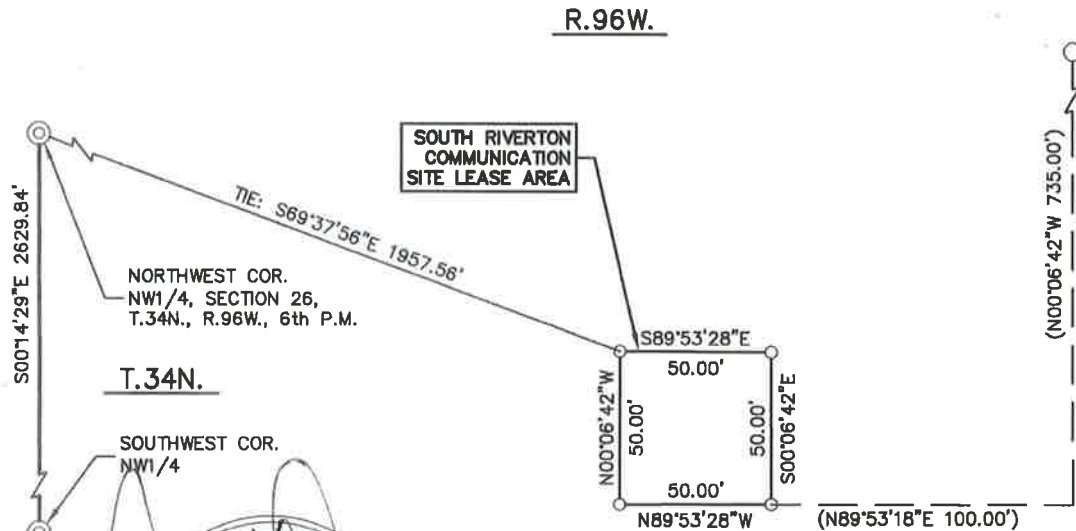 R.96W.
SOUTH RIVERTON
COMMUNICATION
SITE LEASE AREA
TIE: S69°37'56"E 1957.56'
S00°14'29"E 2629.84'
NORTHWEST COR.
NW1/4, SECTION 26,
T.34N., R.96W., 6th P.M.
T.34N.
SOUTHWEST COR.
NW1/4
S89°53'28"E
50.00'
N00°06'42"W
50.00'
50.00'
S00°06'42"E
50.00'
N89°53'28"W
(N89°53'18"E 100.00')
(N00°06'42"W 735.00')